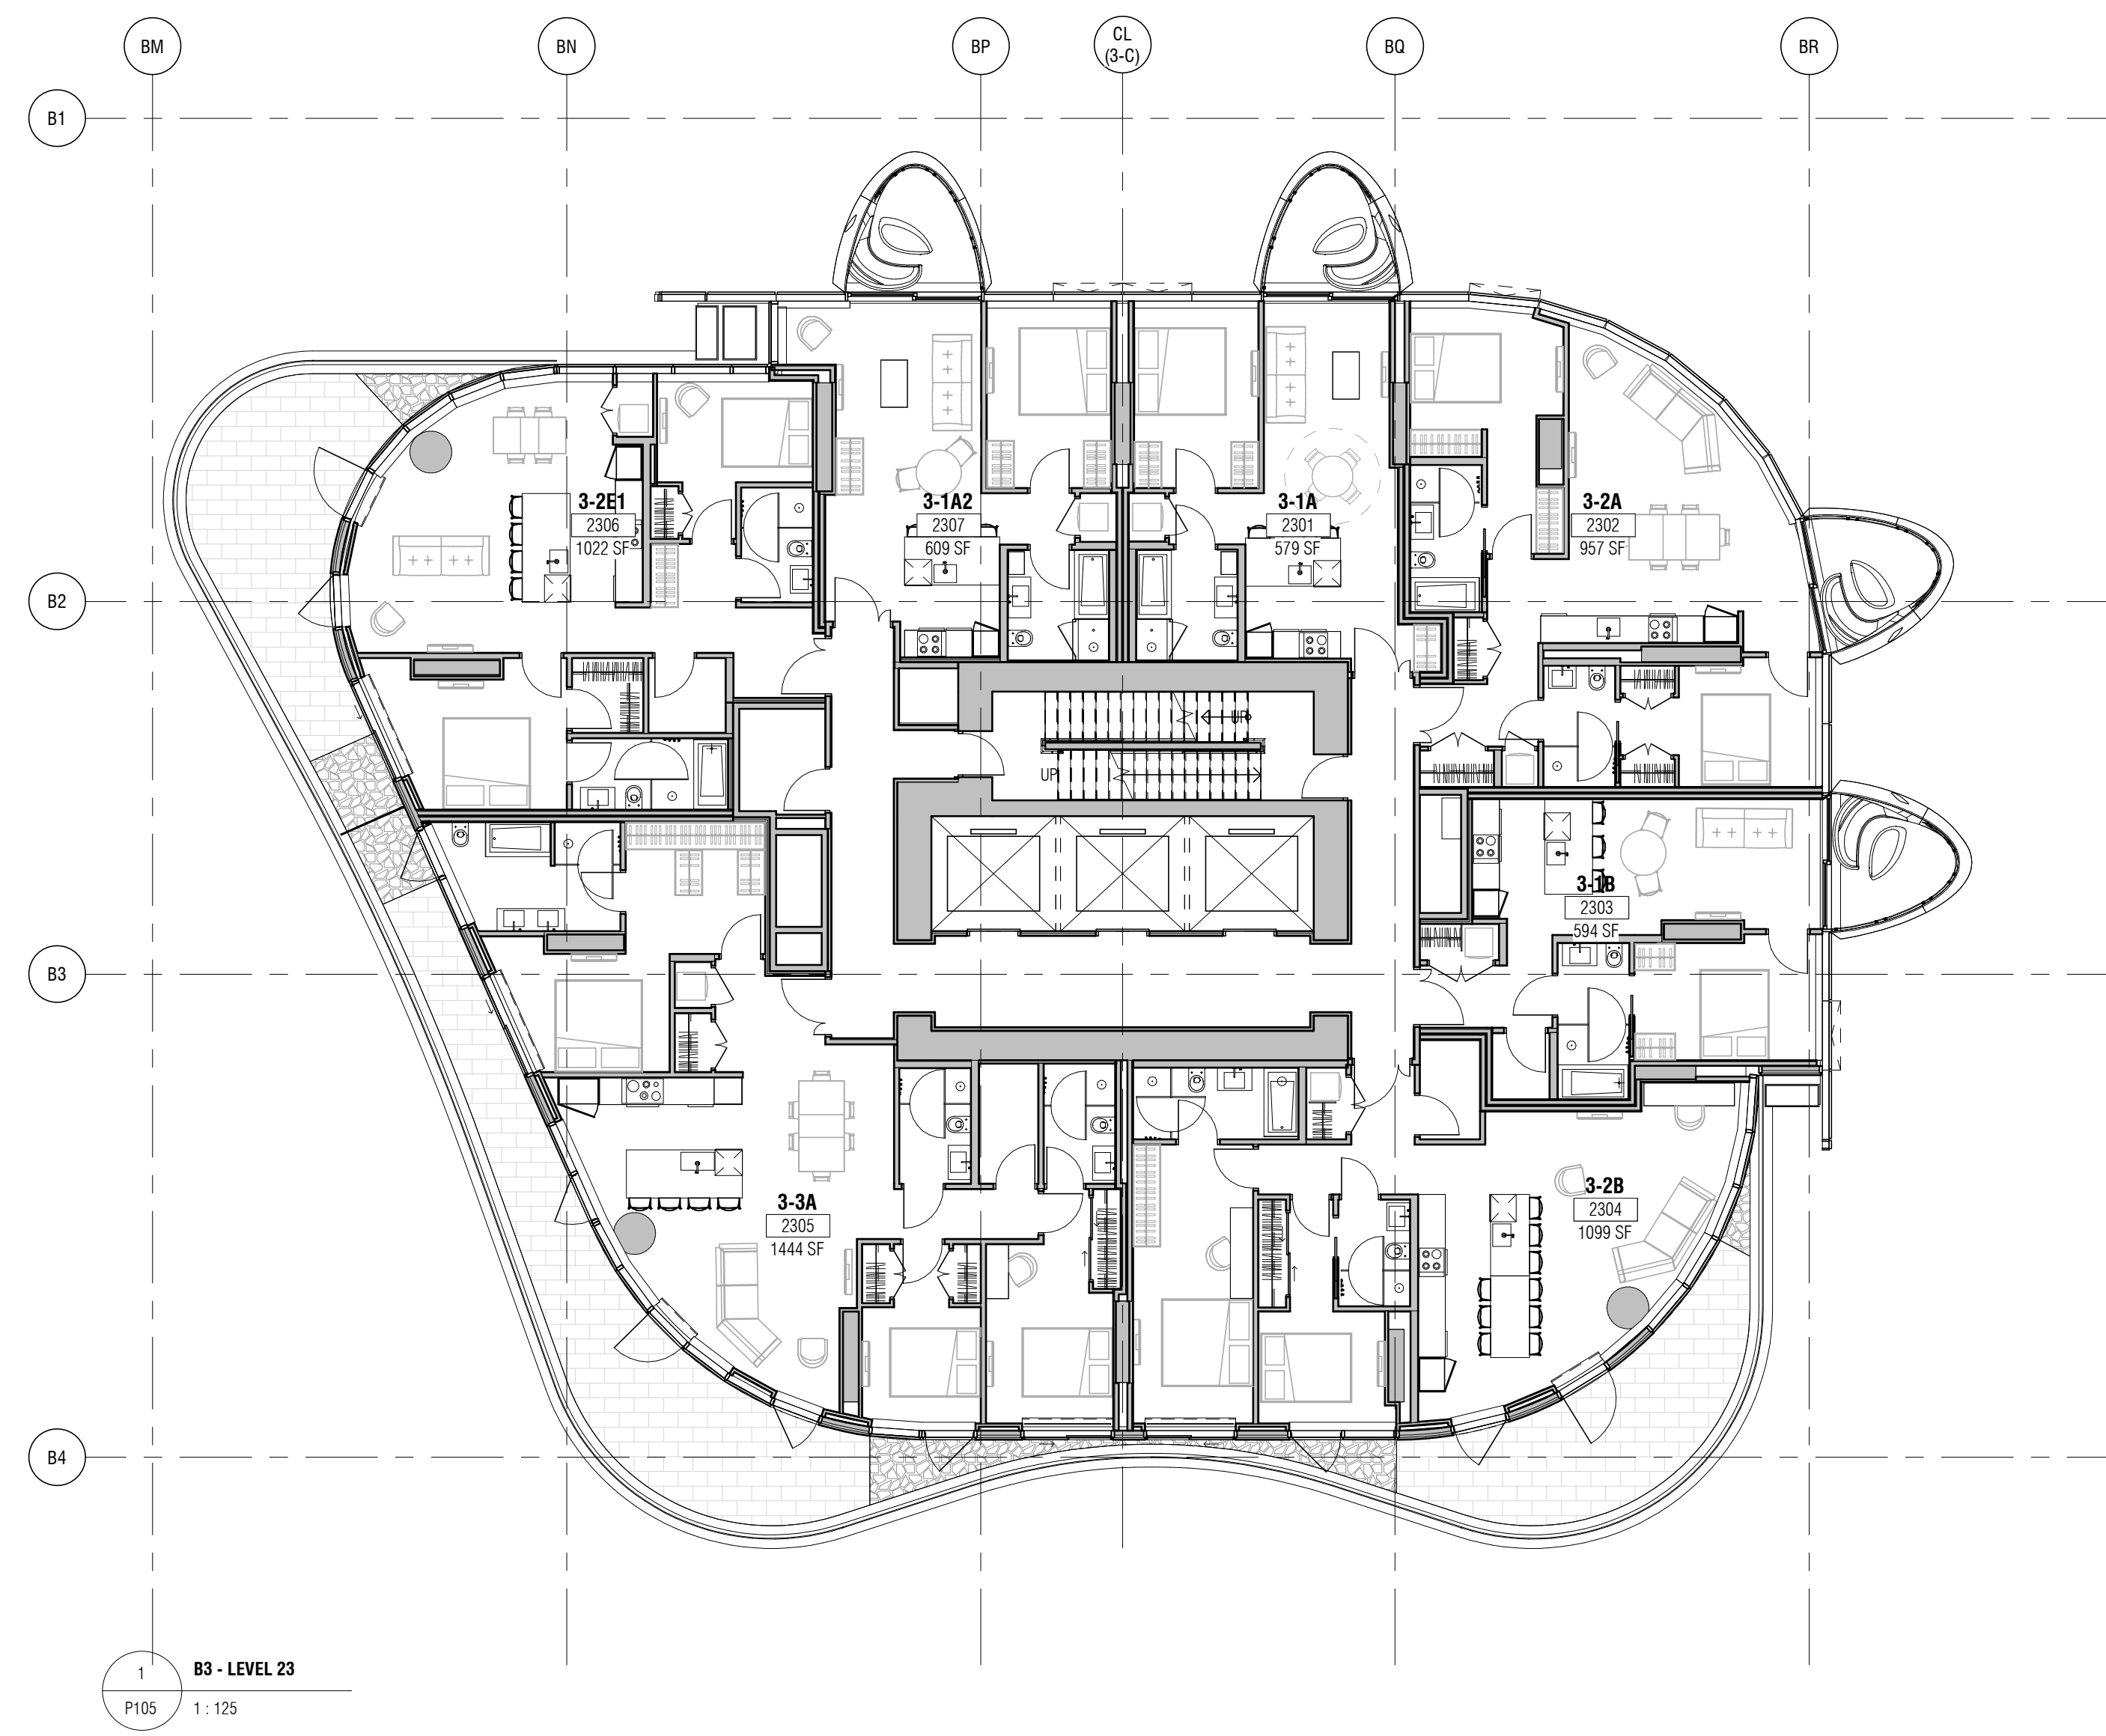 BM
BN
BP
CL
(3-C)
BQ
BR
B1
B2
B3
B4
3-2E1
2306
1022 SF
3-1A2
2307
609 SF
3-1A
2301
579 SF
3-2A
2302
957 SF
UP
UP
3-1B
2303
594 SF
3-3A
2305
1444 SF
3-2B
2304
1099 SF
1
B3 - LEVEL 23
P105
1 : 125